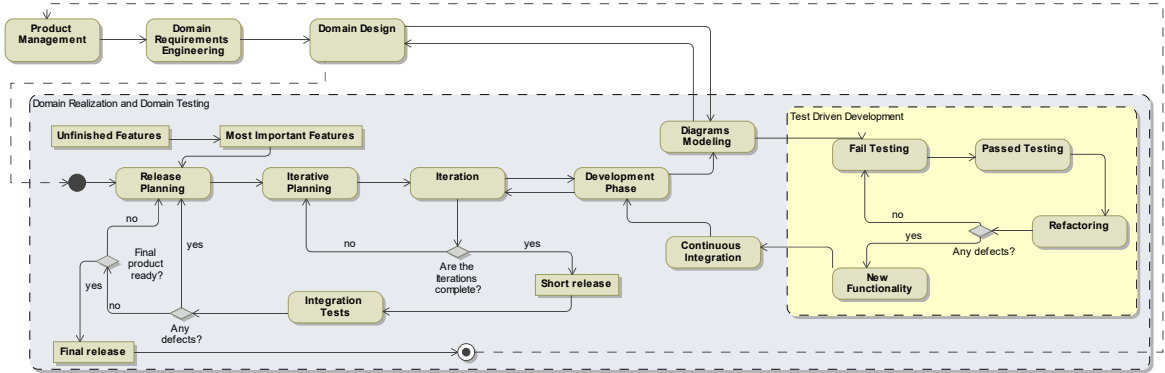 Product
Management
Domain
Requirements
Engineering
Domain Design
Domain Realization and Domain Testing
Unfinished Features
Most Important Features
Diagrams
Modeling
Test Driven Development
Fail Testing
Passed Testing
Release
Planning
Iterative
Planning
Iteration
Development
Phase
no
yes
no
yes
no
yes
Refactoring
Any defects?
Continuous
Integration
New
Functionality
Final
product
ready?
Are the
Iterations
complete?
Short release
yes
no
Integration
Tests
Any
defects?
Final release